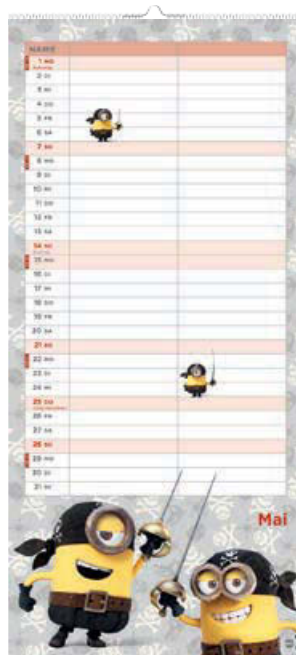 NAME
1 MO
2 DI
3 MI
4 DO
5 FR
6 SA
7 SO
8 MO
9 DI
10 MI
11 DO
12 FR
13 SA
14 SO
15 MO
16 DI
17 MI
18 DO
19 FR
20 SA
21 SO
22 MO
23 DI
24 MI
25 DO
26 FR
27 SA
28 SO
29 MO
30 DI
31 MI
Mai